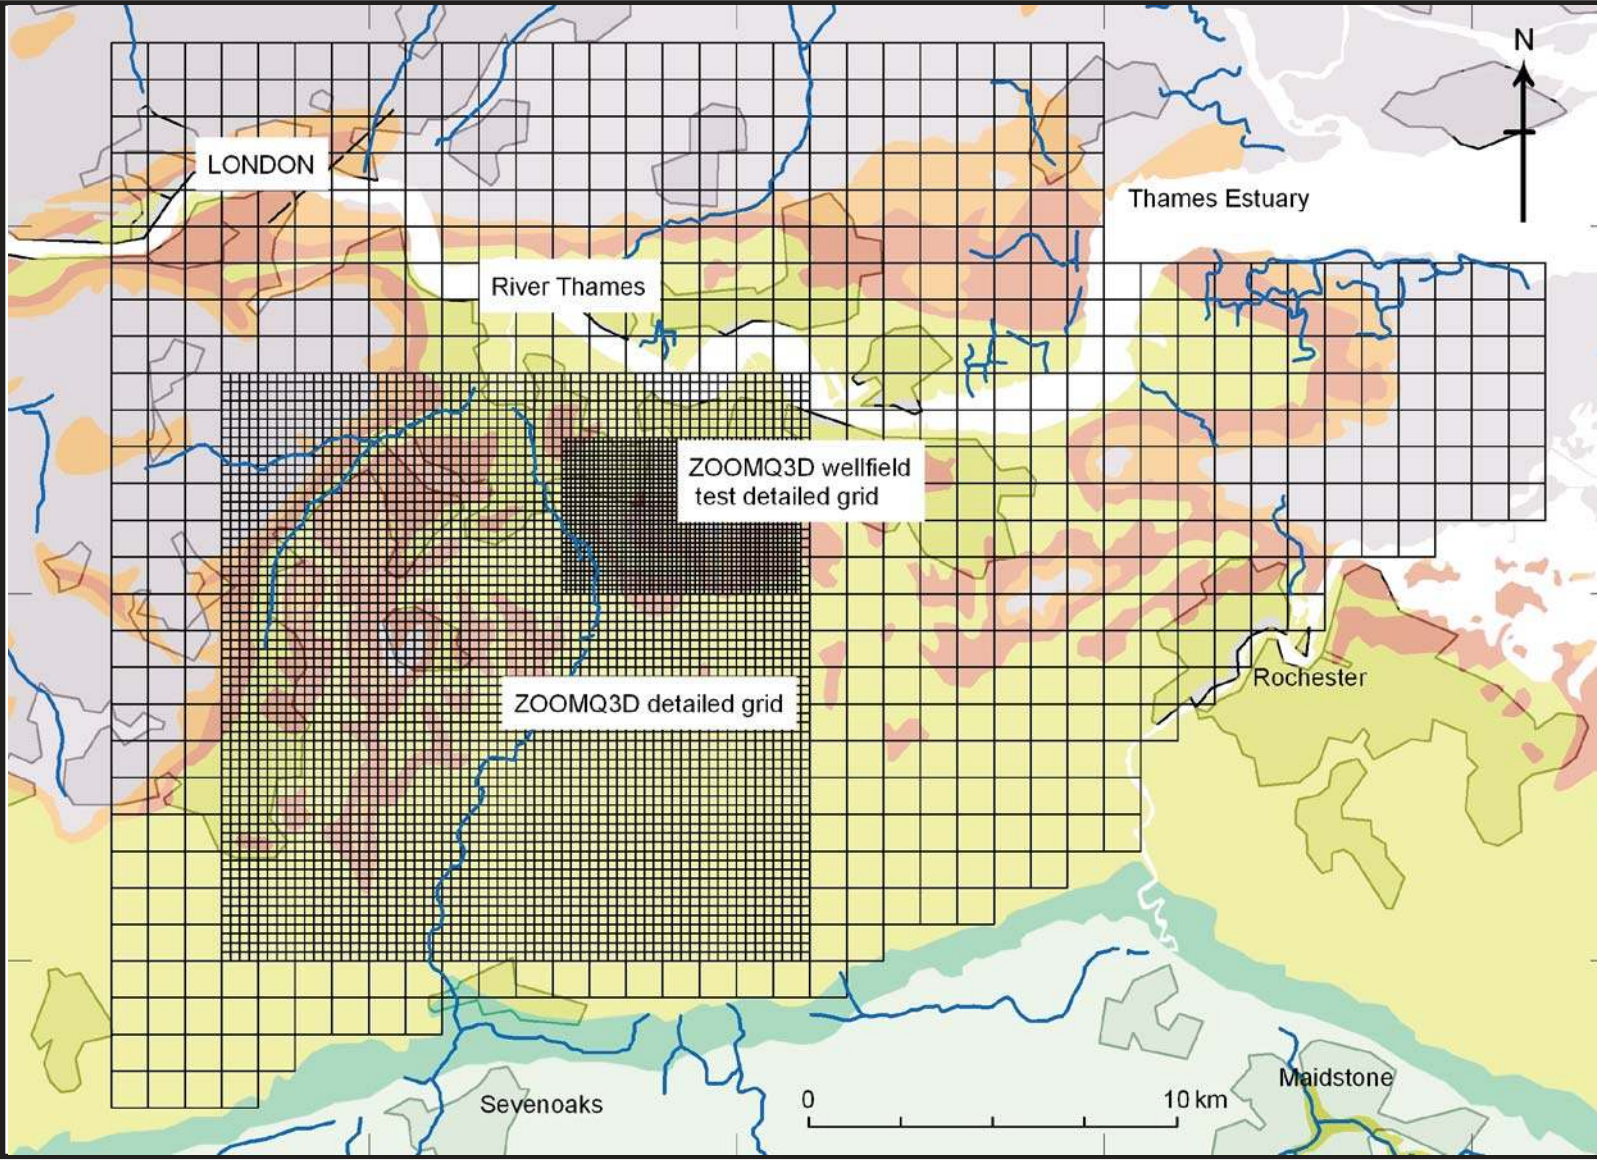 N
LONDON
Thames Estuary
River Thames
ZOOMQ3D wellfield
test detailed grid
Rochester
ZOOMQ3D detailed grid
0 10 km
Maidstone
Sevenoaks